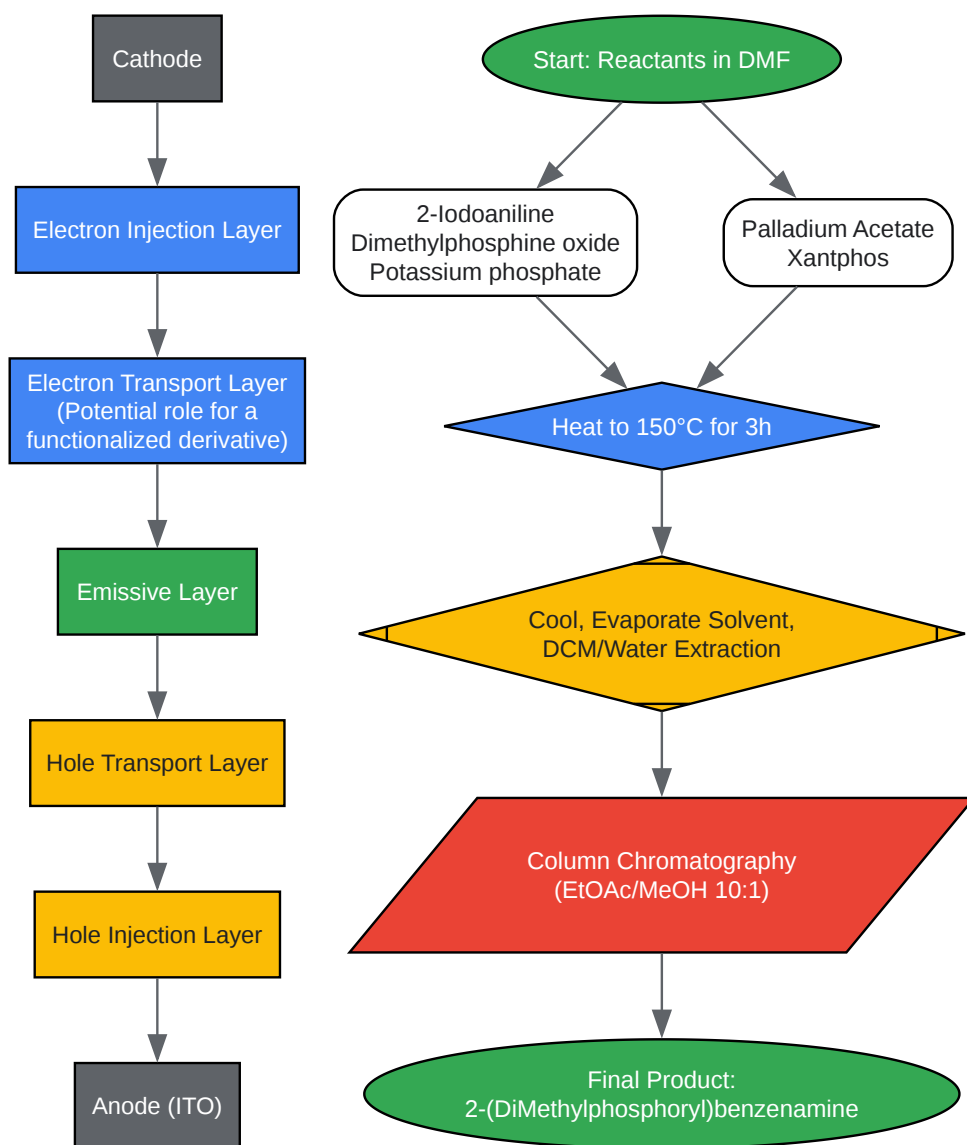 Cathode
Electron Injection Layer
Electron Transport Layer
(Potential role for a
functionalized derivative)
Emissive Layer
Hole Transport Layer
Hole Injection Layer
Anode (ITO)
Start: Reactants in DMF
2-Iodoaniline
Dimethylphosphine oxide
Potassium phosphate
Palladium Acetate
Xantphos
Heat to 150°C for 3h
Cool, Evaporate Solvent,
DCM/Water Extraction
Column Chromatography
(EtOAc/MeOH 10:1)
Final Product:
2-(DiMethylphosphoryl)benzenamine